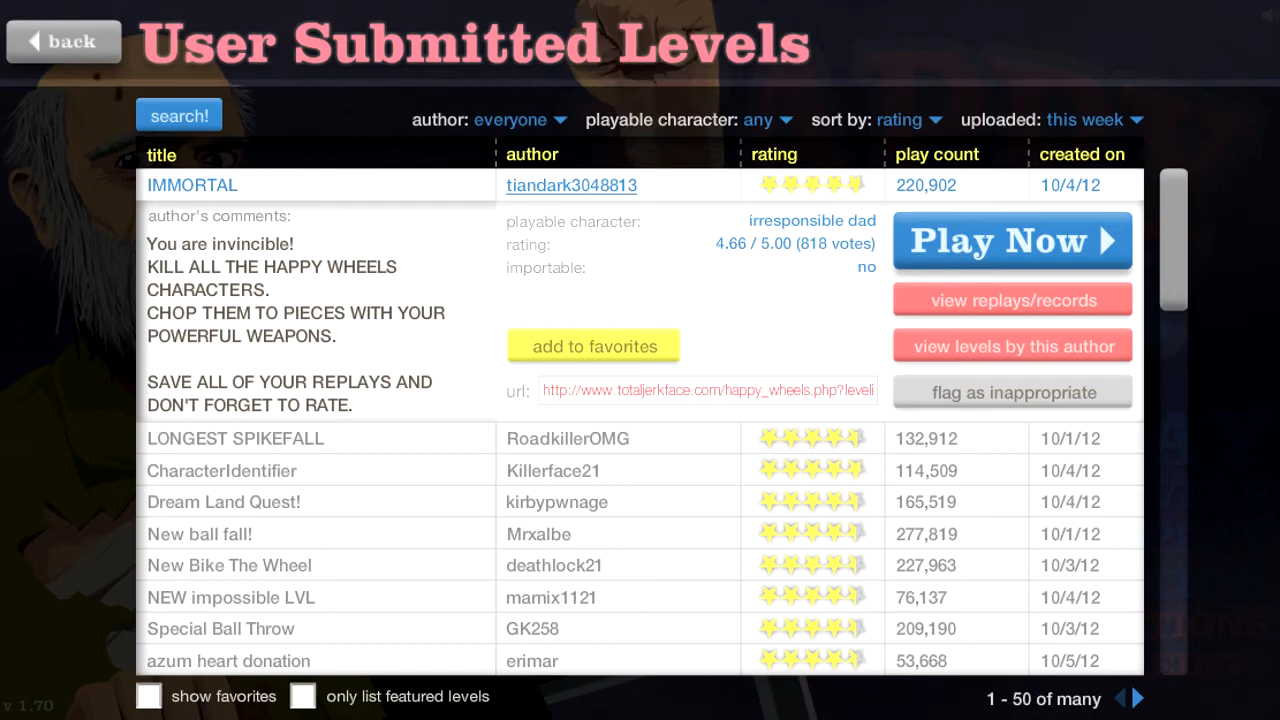 back
User Submitted Levels
search!
author: everyone playable character: any sort by: rating uploaded: this week
title author rating play count created on
IMMORTAL tiandark3048813 220,902 10/4/12
author's comments:
You are invincible!
KILL ALL THE HAPPY WHEELS
CHARACTERS.
CHOP THEM TO PIECES WITH YOUR
POWERFUL WEAPONS.
SAVE ALL OF YOUR REPLAYS AND
DON'T FORGET TO RATE.
playable character: irresponsible dad
rating: 4.66 / 5.00 (818 votes)
importable: no
add to favorites
url: http://www.totaljerkface.com/happy_wheels.php?leveli
Play Now
view replays/records
view levels by this author
flag as inappropriate
LONGEST SPIKEFALL RoadkillerOMG 132,912 10/1/12
CharacterIdentifier Killerface21 114,509 10/4/12
Dream Land Quest! kirbypwnage 165,519 10/4/12
New ball fall! Mrxalbe 277,819 10/1/12
New Bike The Wheel deathlock21 227,963 10/3/12
NEW impossible LVL marnix1121 76,137 10/4/12
Special Ball Throw GK258 209,190 10/3/12
azum heart donation erimar 53,668 10/5/12
show favorites only list featured levels 1 - 50 of many
v 1.70